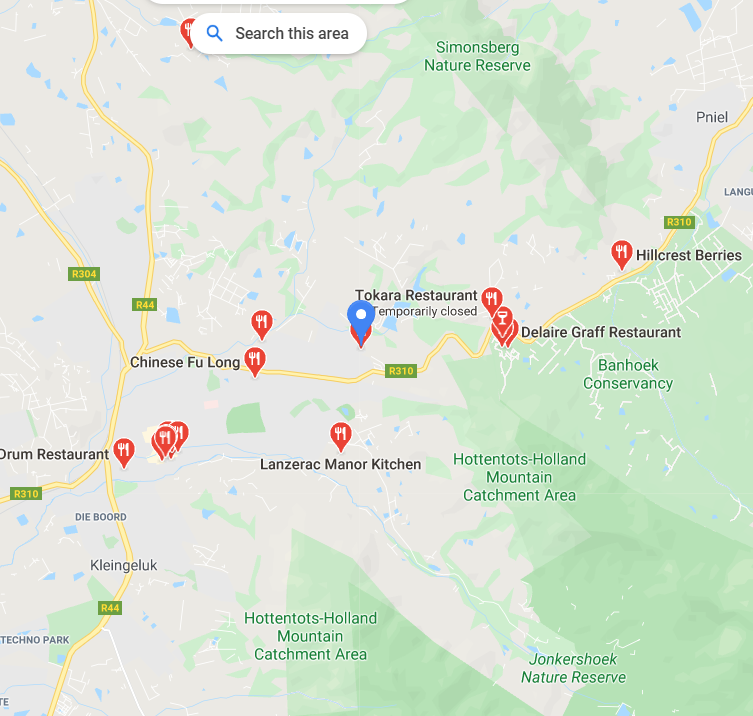 Search this area
Simonsberg
Nature Reserve
Pniel
LANGU
R310
Hillcrest Berries
R304
Tokara Restaurant
Temporarily closed
R44
Delaire Graff Restaurant
Chinese Fu Long
R310
Banhoek
Conservancy
Drum Restaurant
Lanzerac Manor Kitchen
Hottentots-Holland
Mountain
Catchment Area
R310
DIE BOORD
Kleingeluk
R44
Hottentots-Holland
Mountain
Catchment Area
TECHNO PARK
Jonkershoek
Nature Reserve
TE